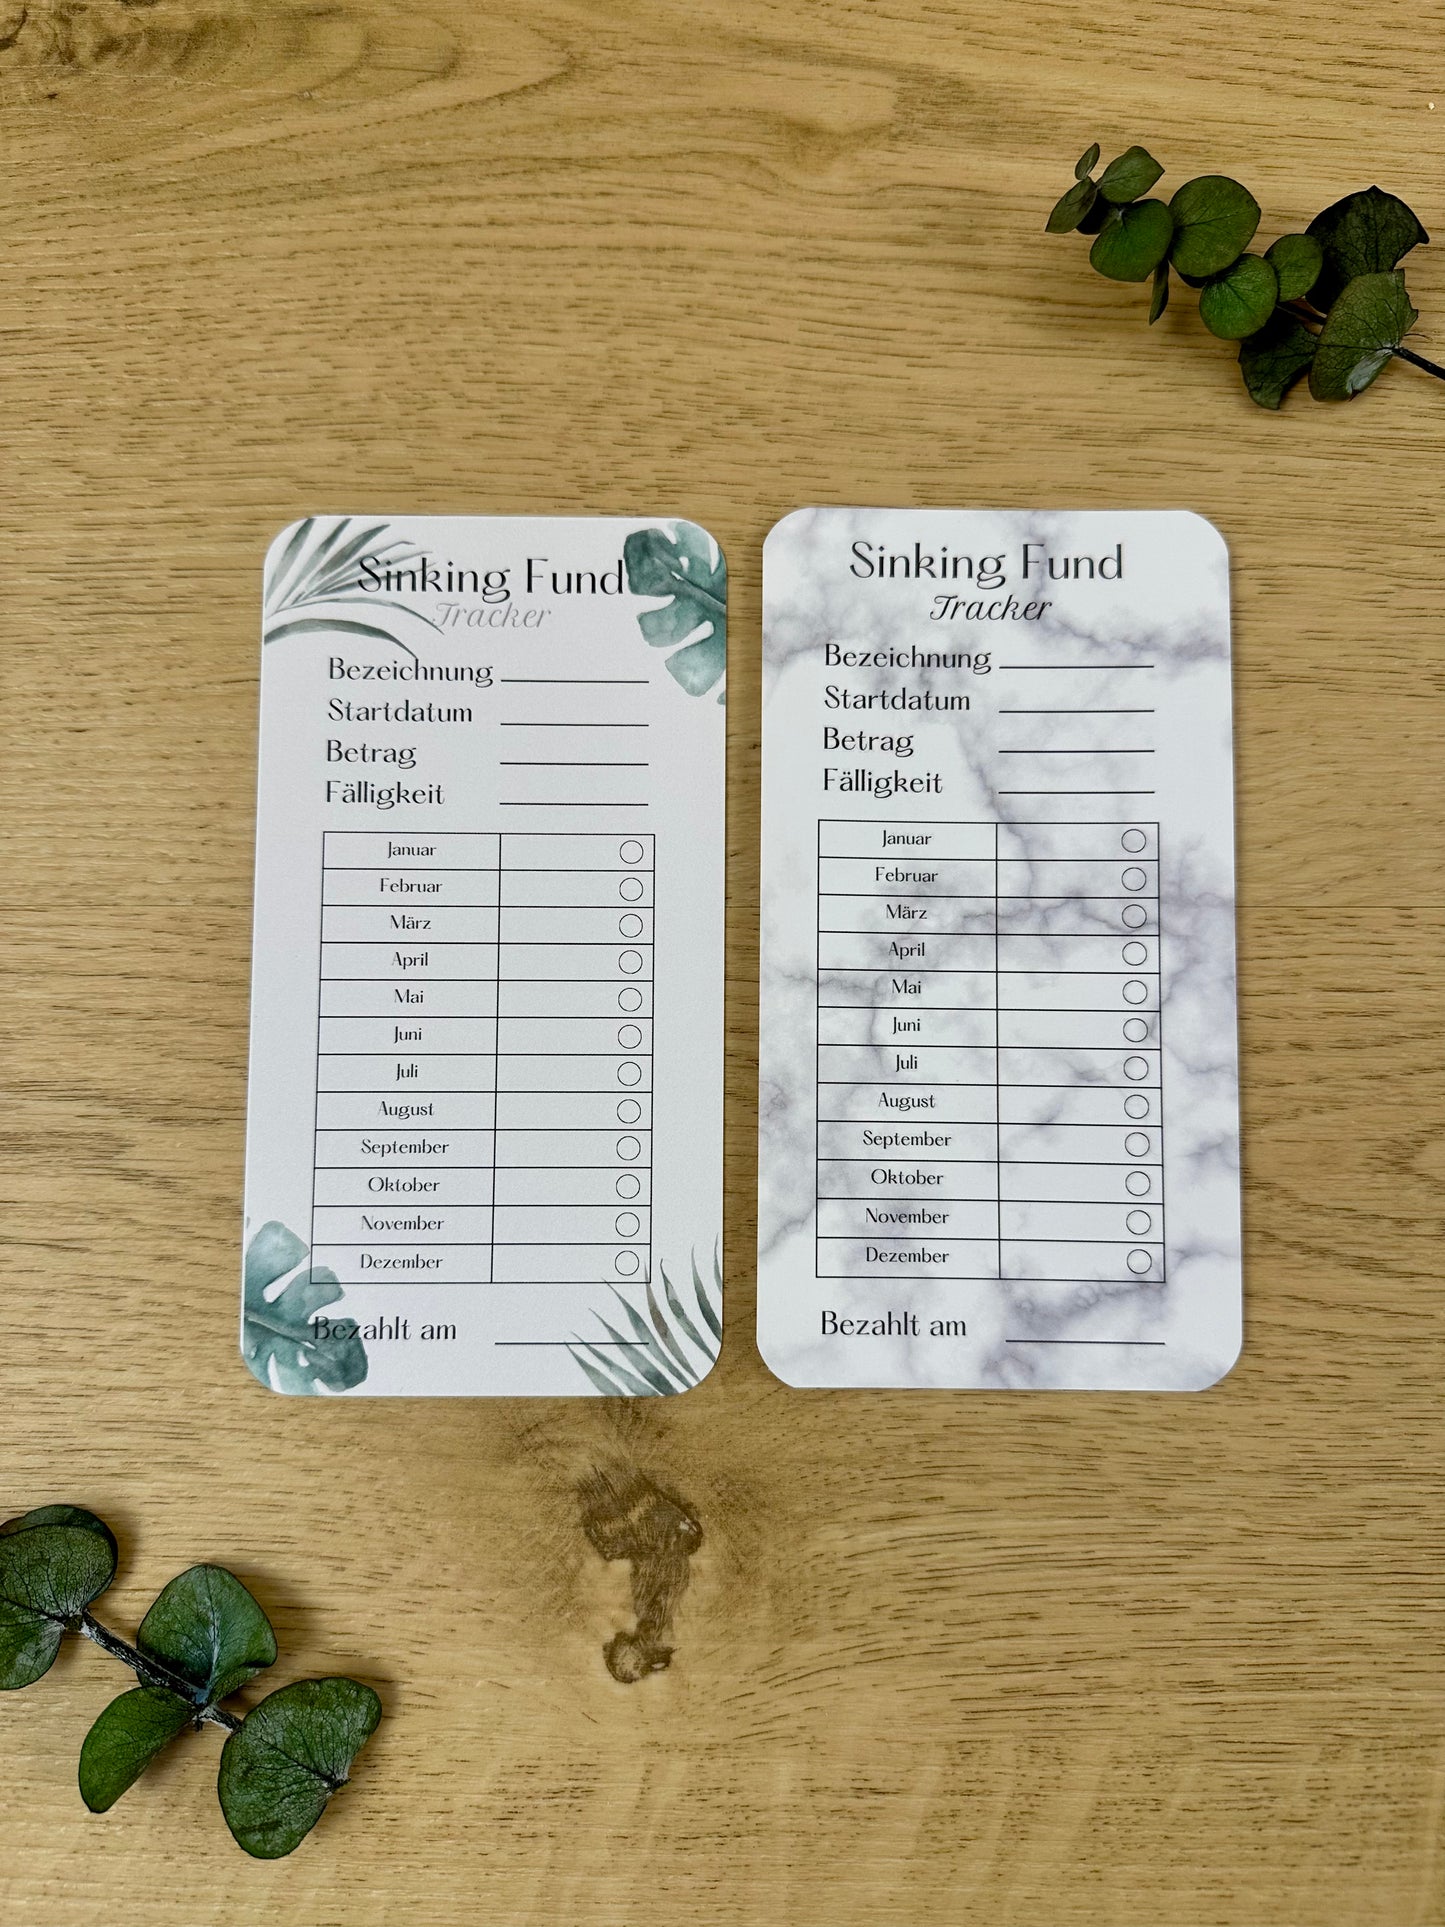 Sinking Fund
Tracker
Bezeichnung
Startdatum
Betrag
Fälligkeit
Januar
Februar
März
April
Mai
Juni
Juli
August
September
Oktober
November
Dezember
Bezahlt am
Sinking Fund
Tracker
Bezeichnung
Startdatum
Betrag
Fälligkeit
Januar
Februar
März
April
Mai
Juni
Juli
August
September
Oktober
November
Dezember
Bezahlt am